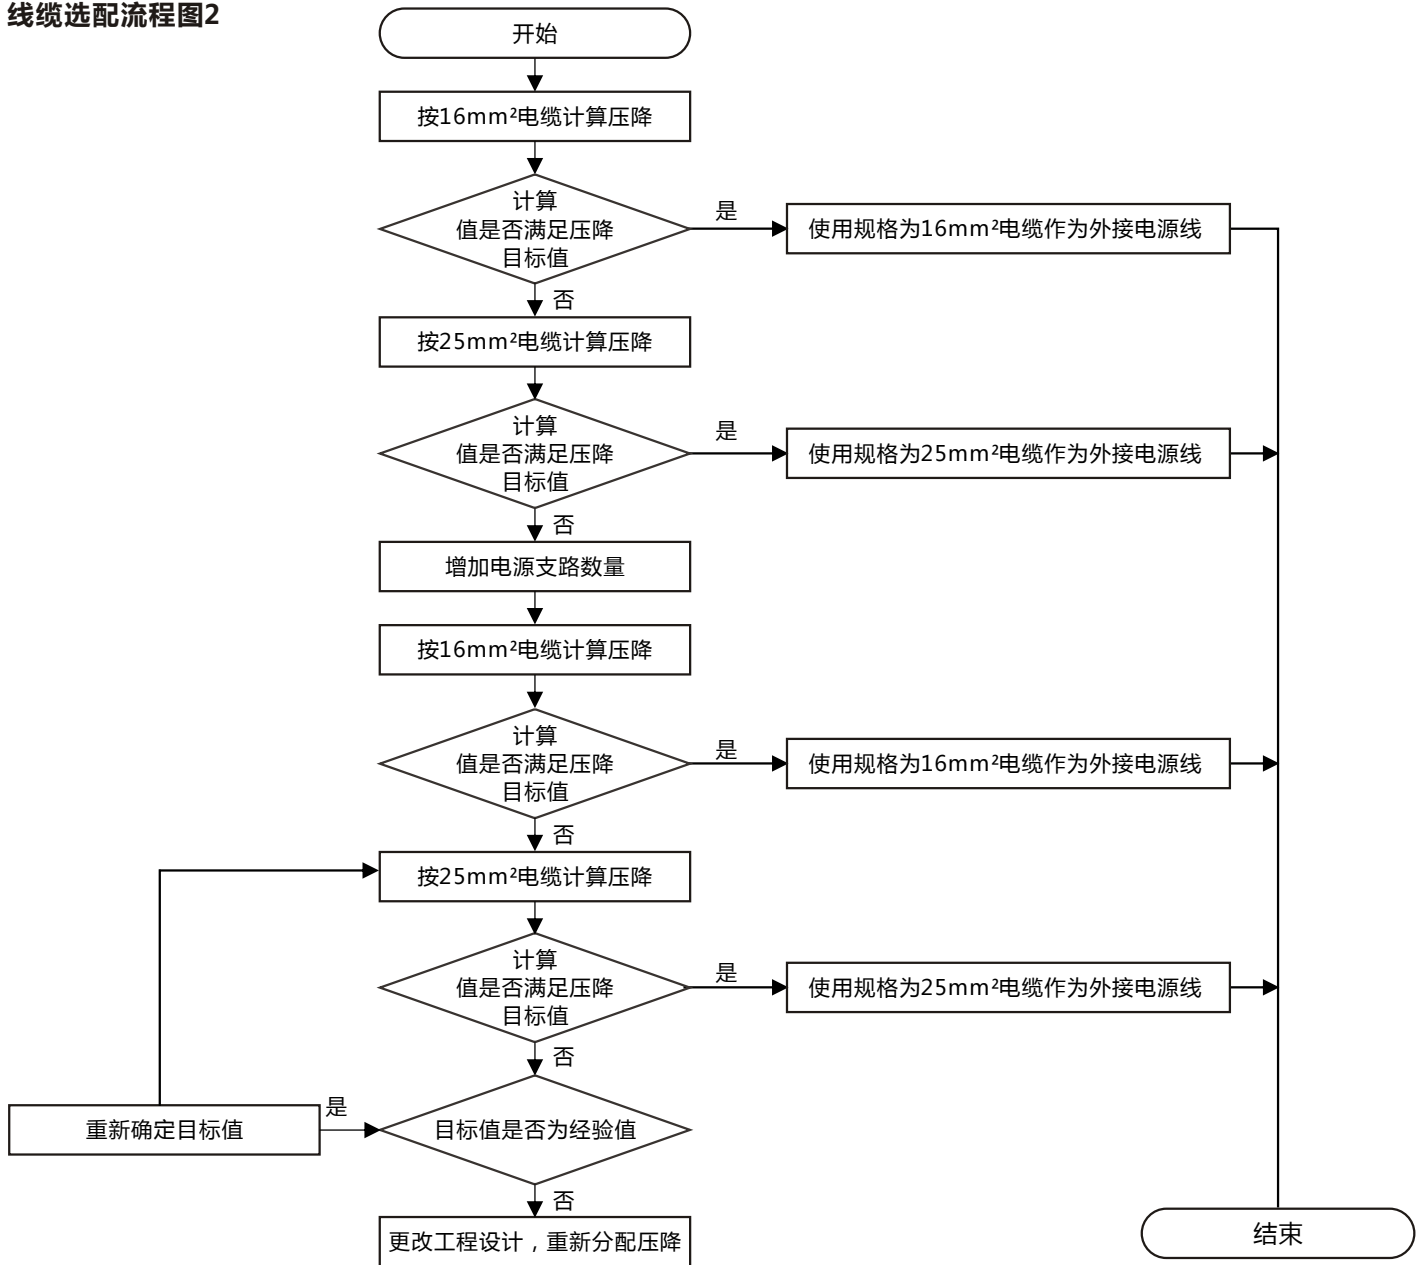 线缆选配流程图2
开始
按16mm²电缆计算压降
计算
值是否满足压降
目标值
是
使用规格为16mm²电缆作为外接电源线
否
按25mm²电缆计算压降
计算
值是否满足压降
目标值
是
使用规格为25mm²电缆作为外接电源线
否
增加电源支路数量
按16mm²电缆计算压降
计算
值是否满足压降
目标值
是
使用规格为16mm²电缆作为外接电源线
否
按25mm²电缆计算压降
计算
值是否满足压降
目标值
是
使用规格为25mm²电缆作为外接电源线
否
重新确定目标值
是
目标值是否为经验值
否
更改工程设计，重新分配压降
结束